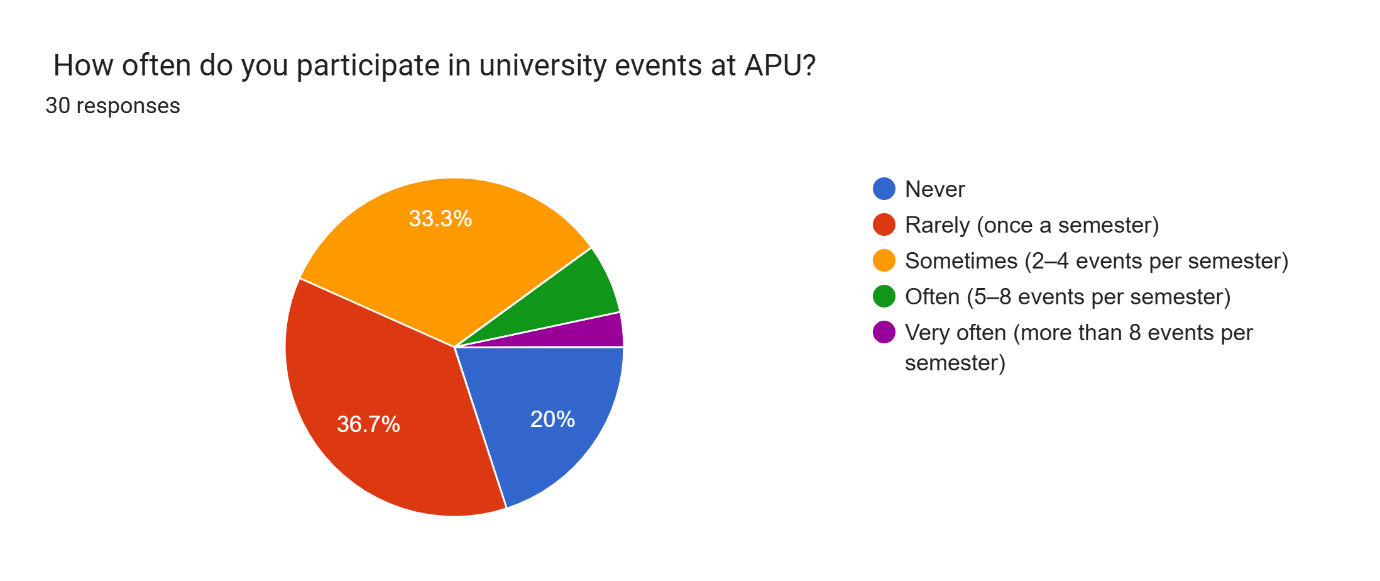 How often do you participate in university events at APU?
30 responses
33.3%
36.7%
20%
Never
Rarely (once a semester)
Sometimes (2–4 events per semester)
Often (5–8 events per semester)
Very often (more than 8 events per
semester)